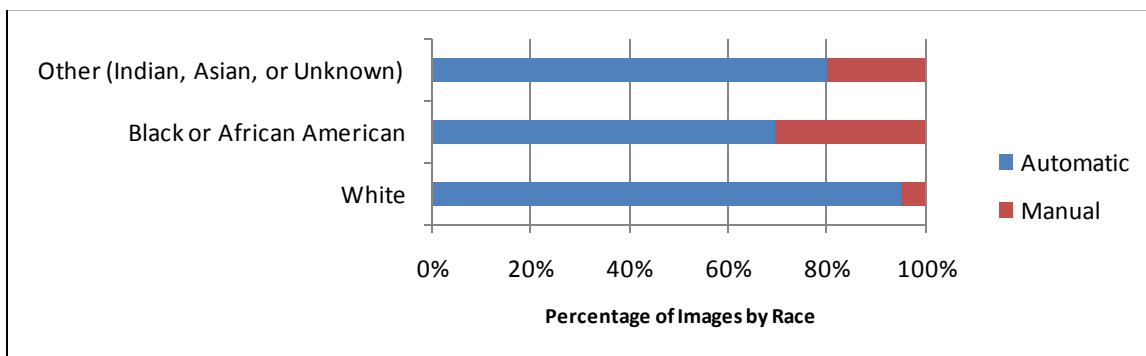 Other (Indian, Asian, or Unknown)
Black or African American
White
0% 20% 40% 60% 80% 100%
Percentage of Images by Race
Automatic
Manual